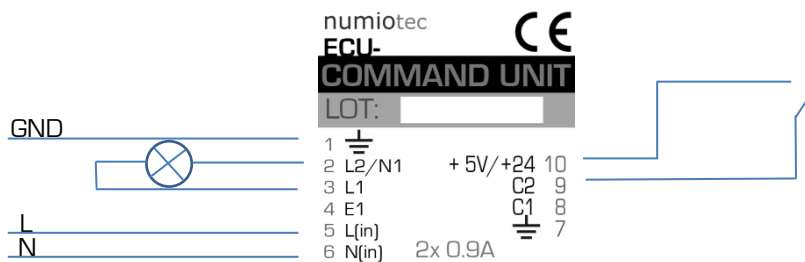 numiotec
CE
ECU-
COMMAND UNIT
LOT:
GND
1
2 L2/N1 + 5V/+24 10
3 L1 C2 9
4 E1 C1 8
L 5 L(in) 7
N 6 N(in) 2x 0.9A